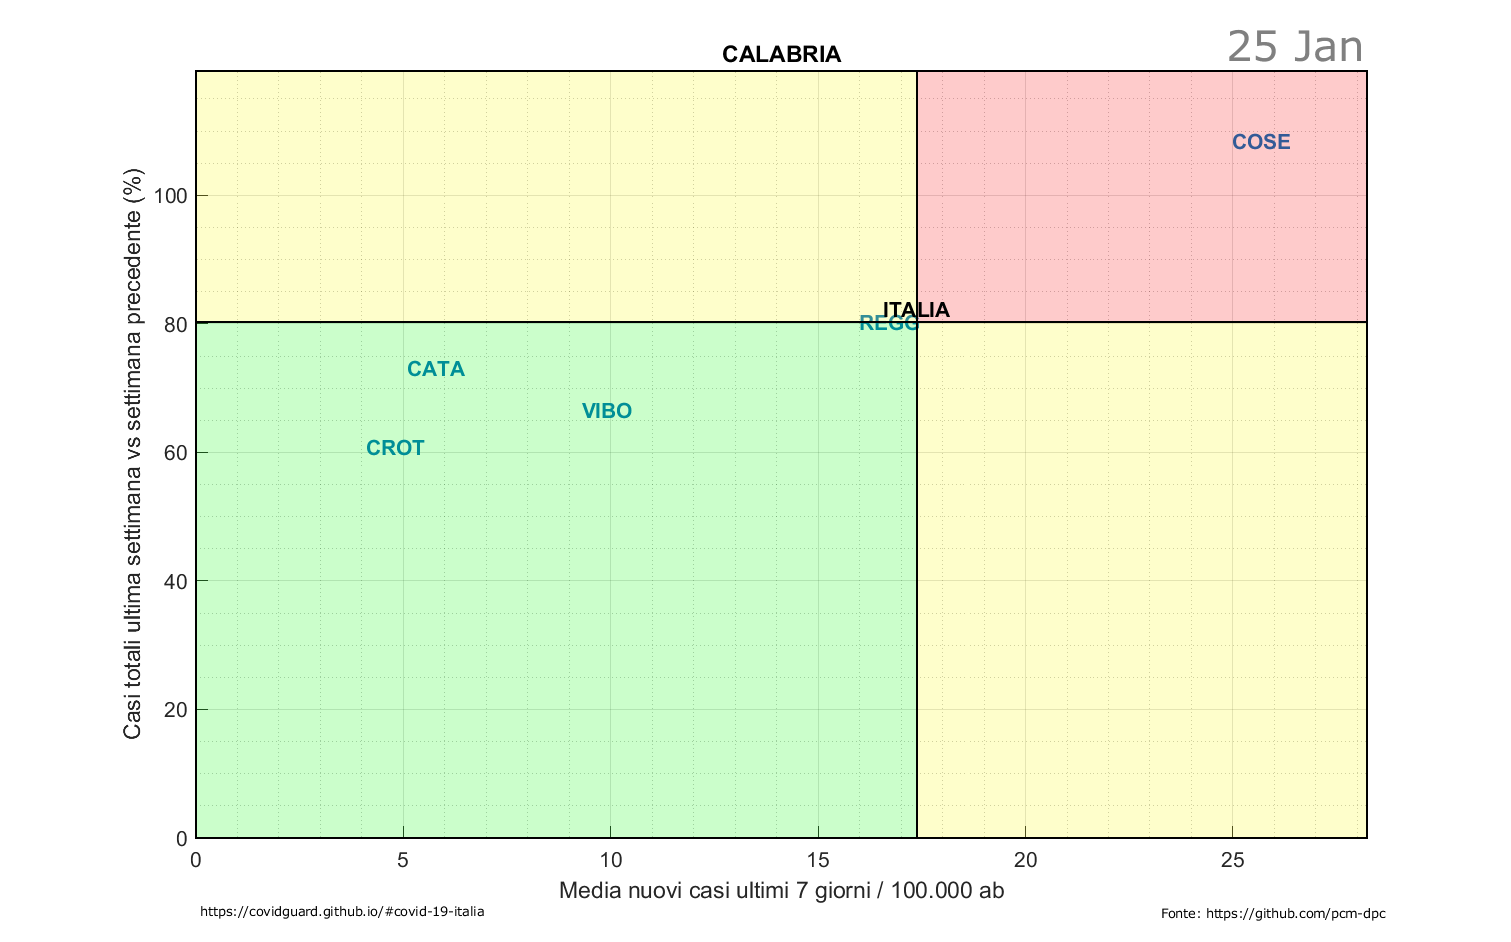 25 Jan
CALABRIA
Casi totali ultima settimana vs settimana precedente (%)
100
80
60
40
20
0
COSE
ITALIA
REGG
CATA
VIBO
CROT
0 5 10 15 20 25
Media nuovi casi ultimi 7 giorni / 100.000 ab
https://covidguard.github.io/#covid-19-italia
Fonte: https://github.com/pcm-dpc